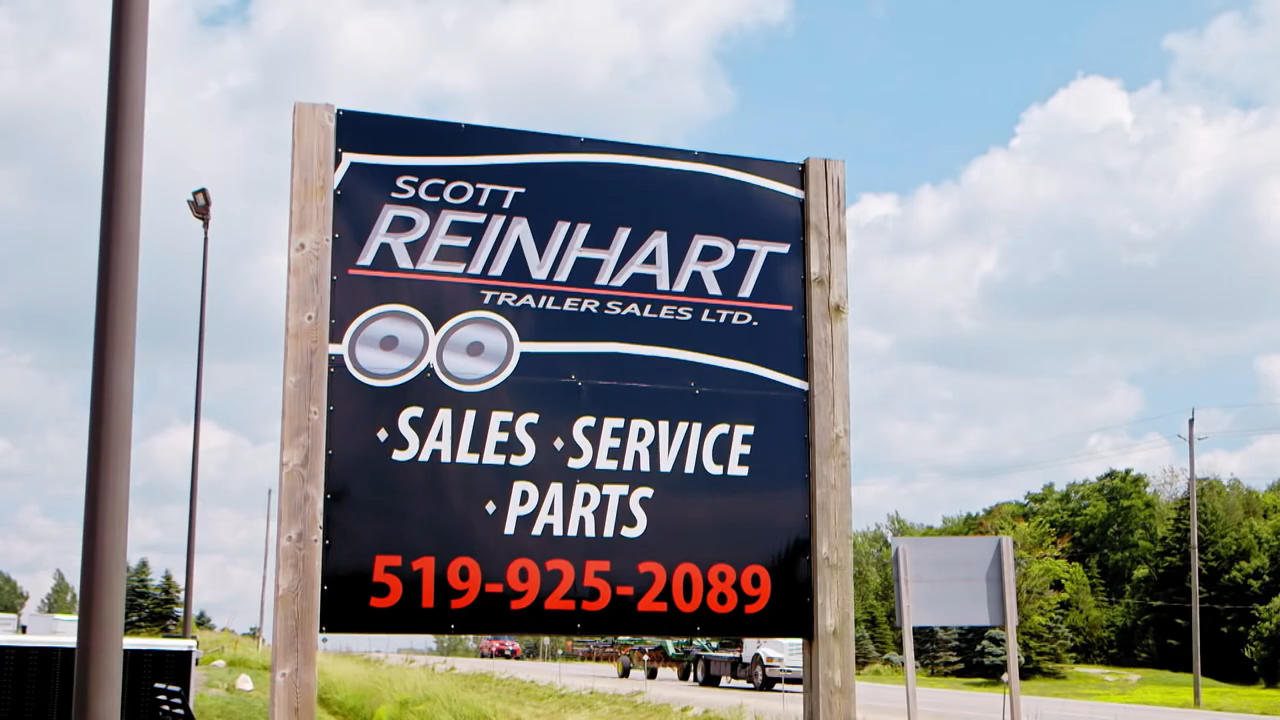 SCOTT
REINHART
TRAILER SALES LTD.
·SALES ·SERVICE
·PARTS
519-925-2089